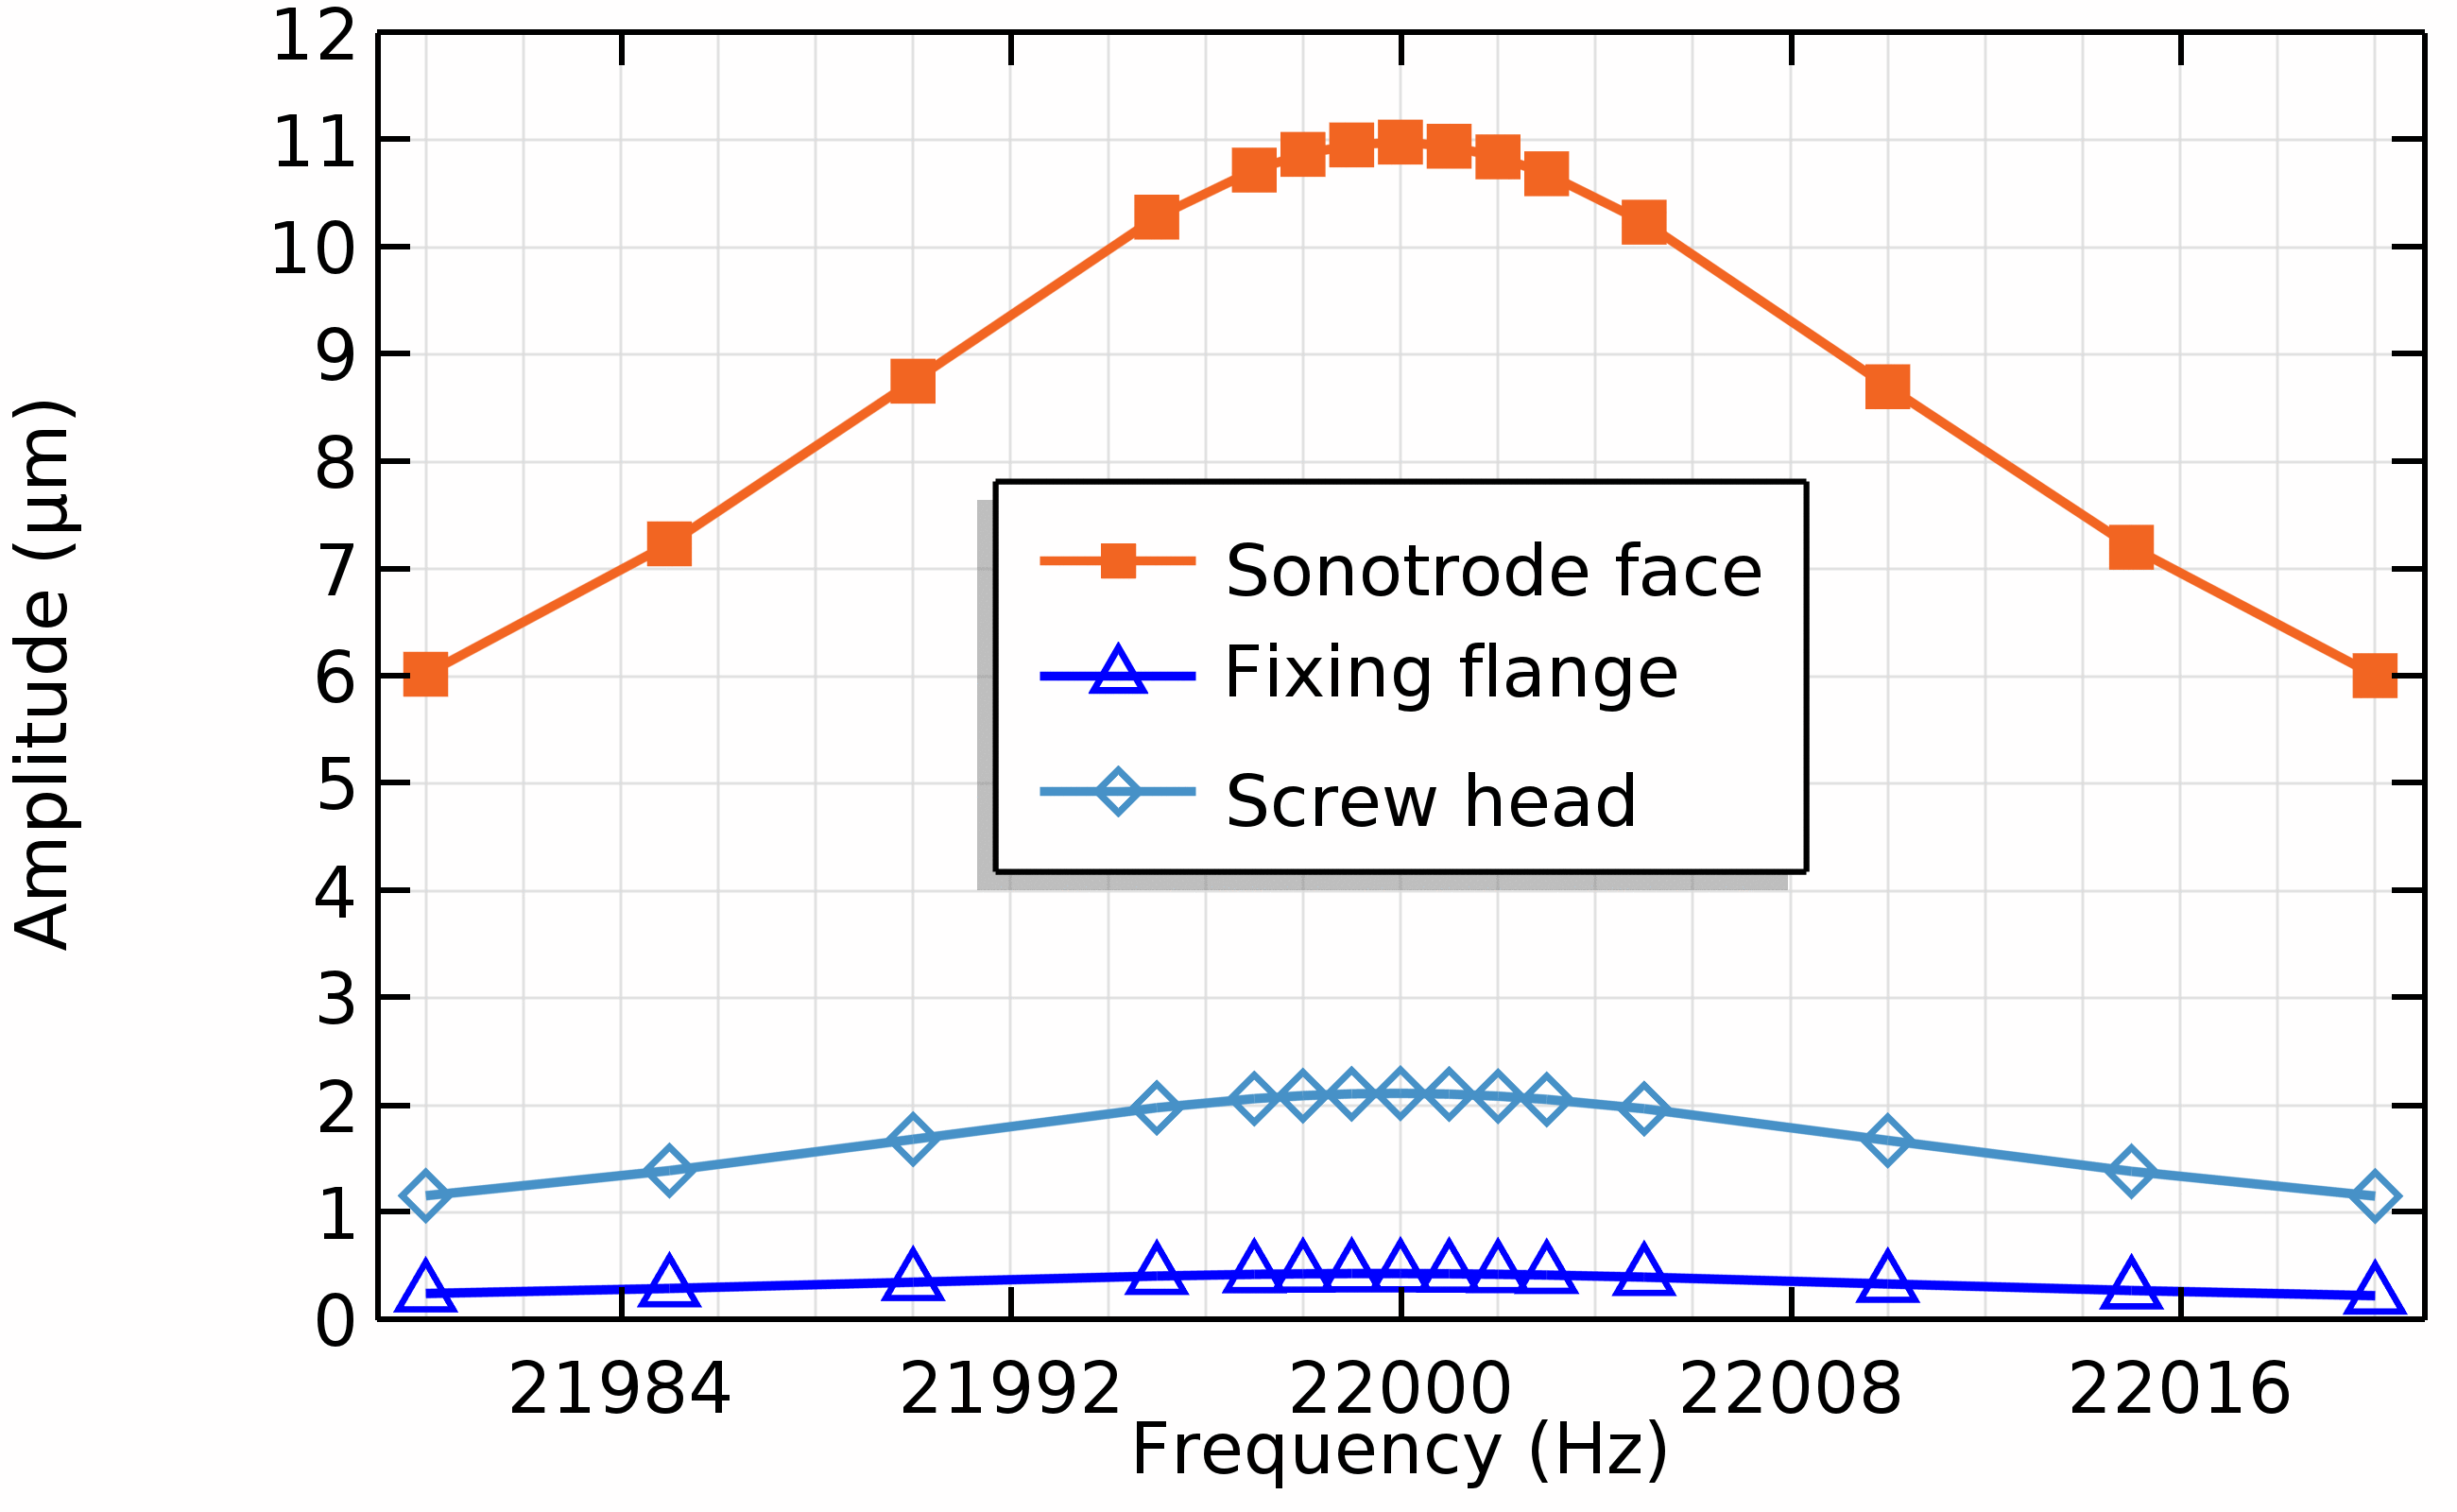 12
11
10
9
8
7
6
5
4
3
2
1
0
Amplitude (μm)
Sonotrode face
Fixing flange
Screw head
21984 21992 22000 22008 22016
Frequency (Hz)